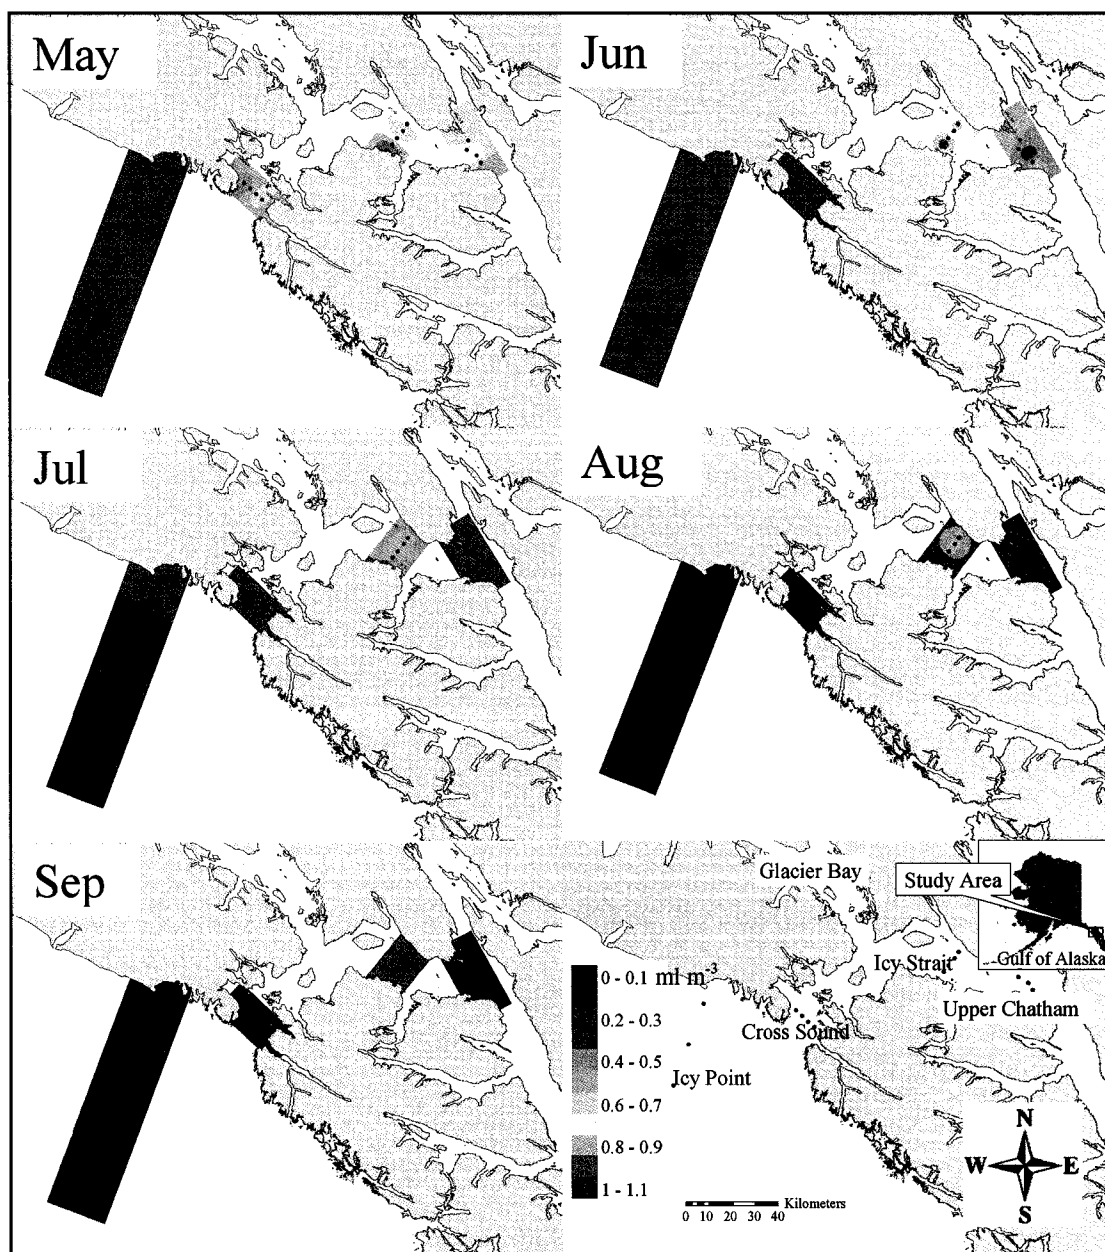 May
Jun
Jul
Aug
Sep
Glacier Bay
Study Area
Gulf of Alaska
Icy Strait
Upper Chatham
Cross Sound
Icy Point
0 - 0.1 ml m⁻³
0.2 - 0.3
0.4 - 0.5
0.6 - 0.7
0.8 - 0.9
1 - 1.1
Kilometers
0 10 20 30 40
N
W E
S